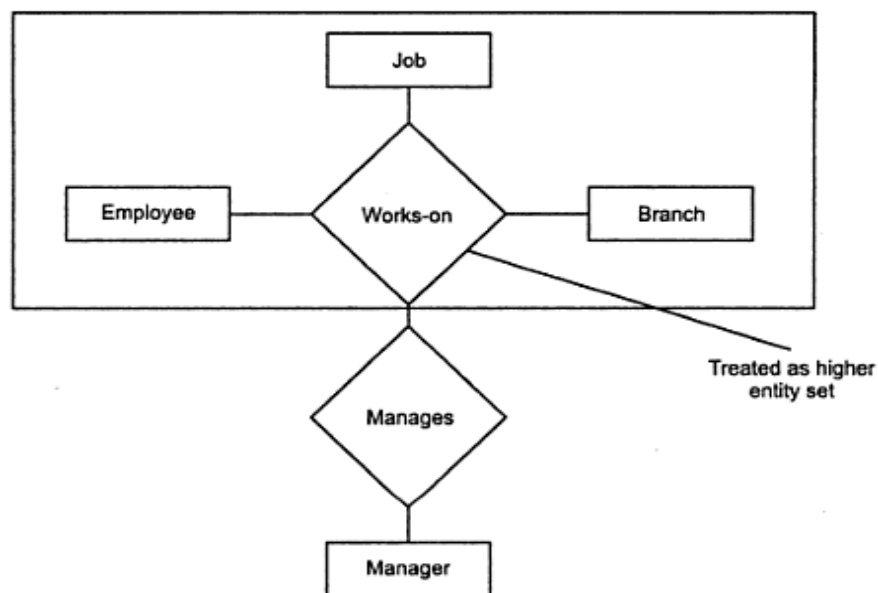 Job
Employee
Works-on
Branch
Treated as higher
entity set
Manages
Manager